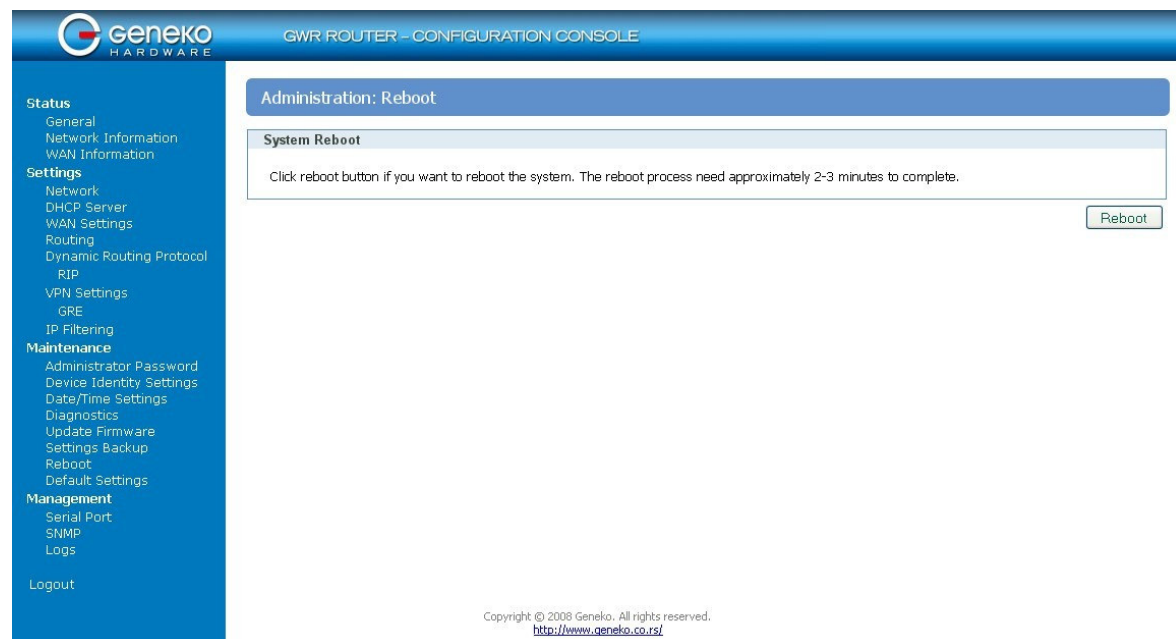 GENEKO
HARDWARE
GWR ROUTER - CONFIGURATION CONSOLE
Status
General
Network Information
WAN Information
Settings
Network
DHCP Server
WAN Settings
Routing
Dynamic Routing Protocol
RIP
VPN Settings
GRE
IP Filtering
Maintenance
Administrator Password
Device Identity Settings
Date/Time Settings
Diagnostics
Update Firmware
Settings Backup
Reboot
Default Settings
Management
Serial Port
SNMP
Logs
Logout
Administration: Reboot
System Reboot
Click reboot button if you want to reboot the system. The reboot process need approximately 2-3 minutes to complete.
Reboot
Copyright © 2008 Geneko. All rights reserved.
http://www.geneko.co.rs/